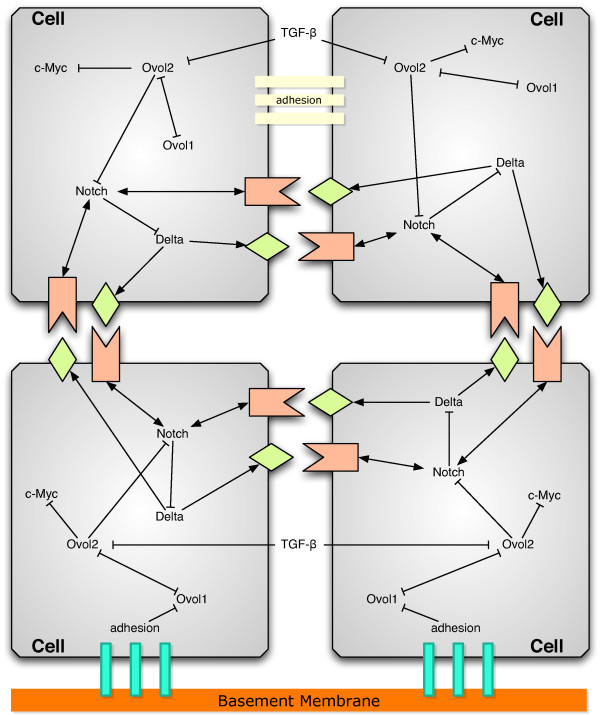 Cell
TGF-β
Cell
c-Myc
Ovol2
Ovol2
c-Myc
Ovol1
adhesion
Ovol1
Delta
Notch
Notch
Delta
Delta
Notch
Notch
c-Myc
c-Myc
Delta
Ovol2
TGF-β
Ovol2
Ovol1
Ovol1
adhesion
adhesion
Cell
Cell
Basement Membrane